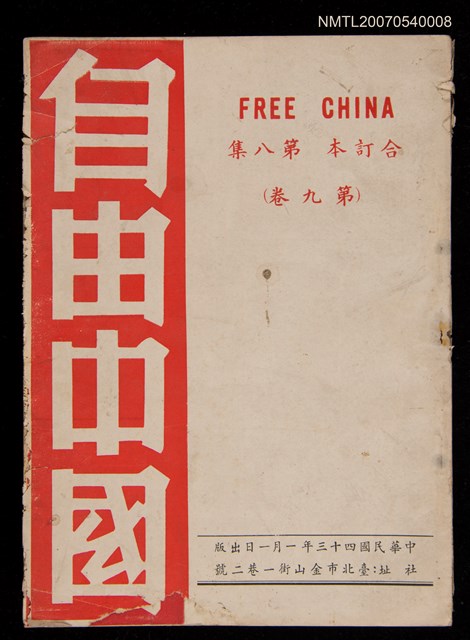 NMTL20070540008
自由中國
FREE CHINA
合訂本 第八集
(第九卷)
中華民國四十三年一月一日出版
社址:臺北市金山街一巷二號